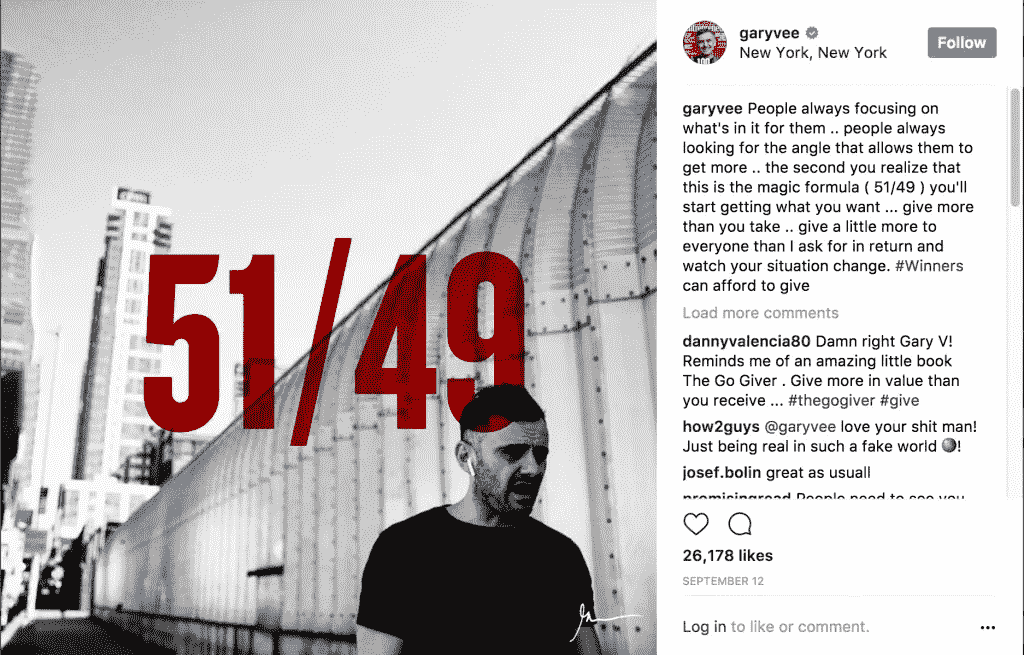 51/49
garyvee
New York, New York
Follow
garyvee People always focusing on
what's in it for them .. people always
looking for the angle that allows them to
get more .. the second you realize that
this is the magic formula ( 51/49 ) you'll
start getting what you want ... give more
than you take .. give a little more to
everyone than I ask for in return and
watch your situation change. #Winners
can afford to give
Load more comments
dannyvalencia80 Damn right Gary V!
Reminds me of an amazing little book
The Go Giver . Give more in value than
you receive ... #thegogiver #give
how2guys @garyvee love your shit man!
Just being real in such a fake world !
josef.bolin great as usuall
promisingread People need to see you
26,178 likes
SEPTEMBER 12
Log in to like or comment.